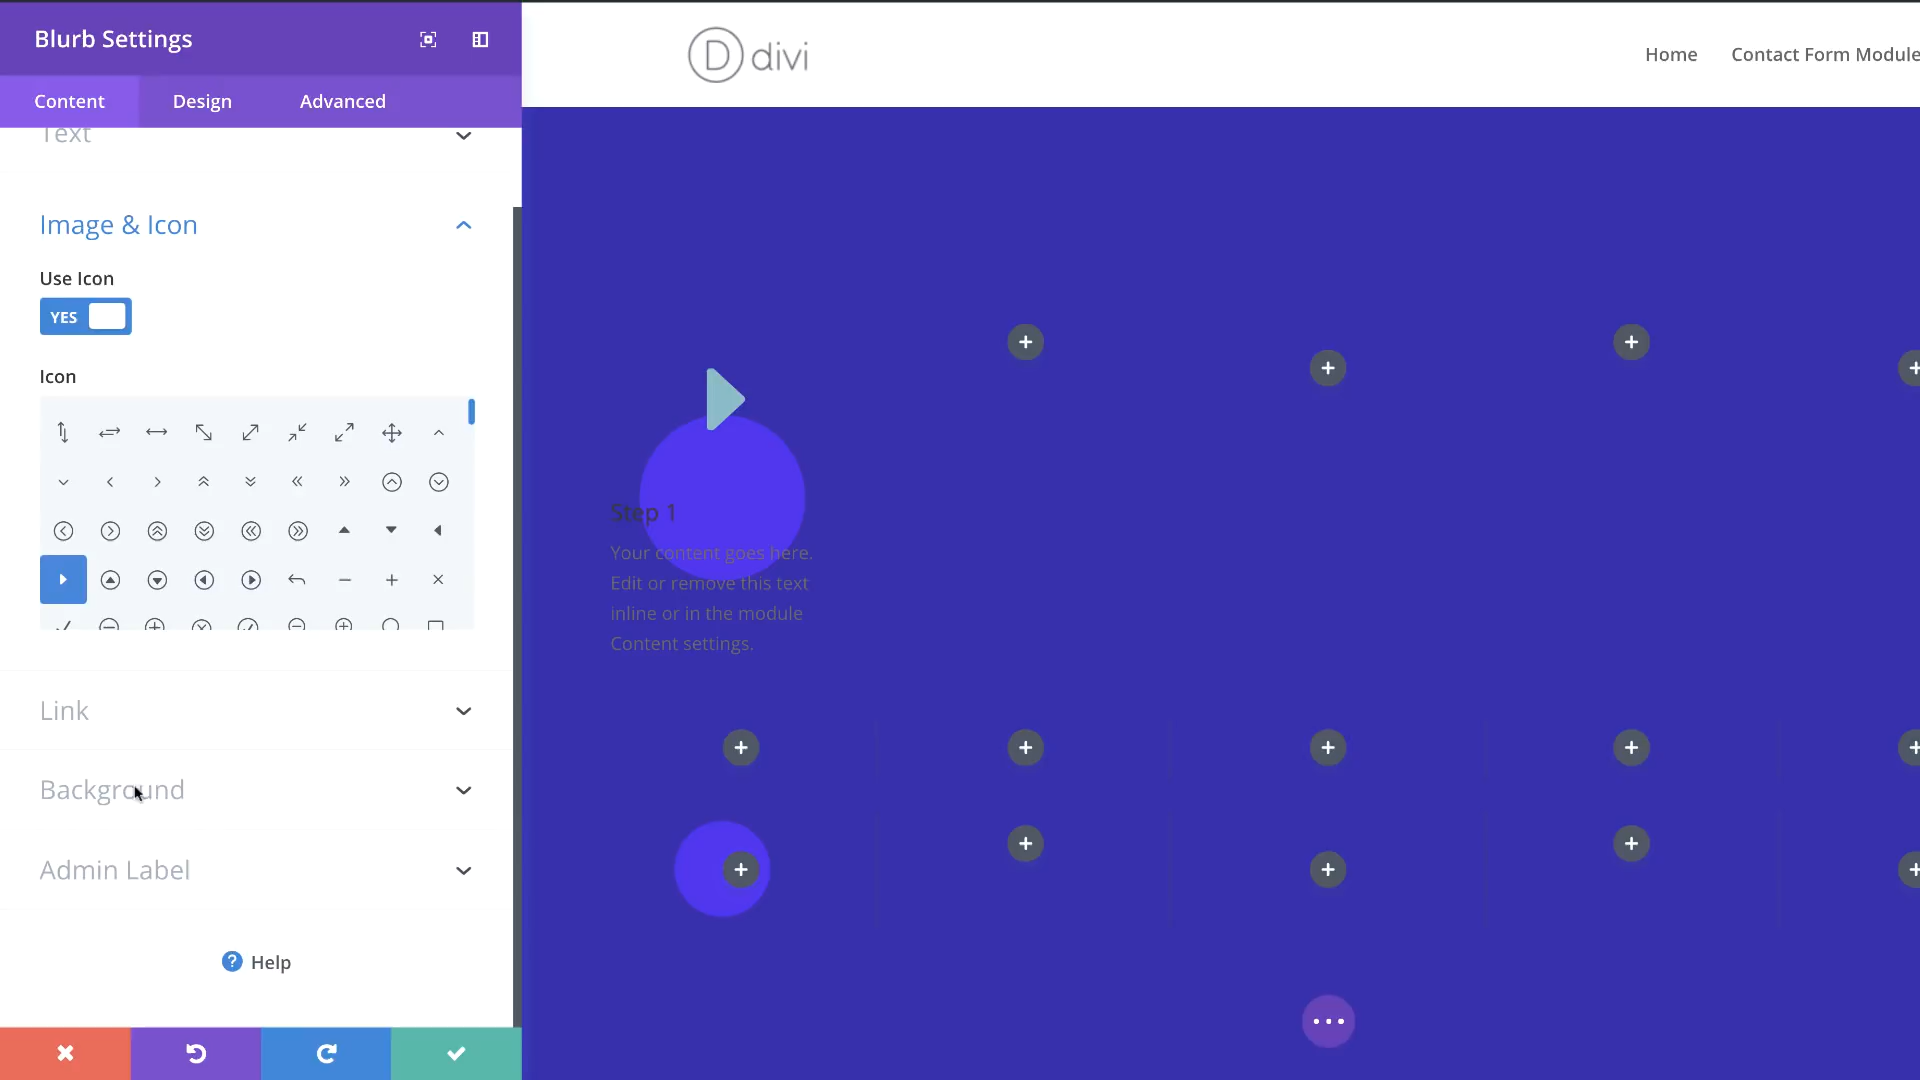 Blurb Settings
Content
Design
Advanced
Text
Image & Icon
Use Icon
YES
Icon
Link
Background
Admin Label
Help
D divi
Home
Contact Form Module
Step 1
Your content goes here.
Edit or remove this text
inline or in the module
Content settings.